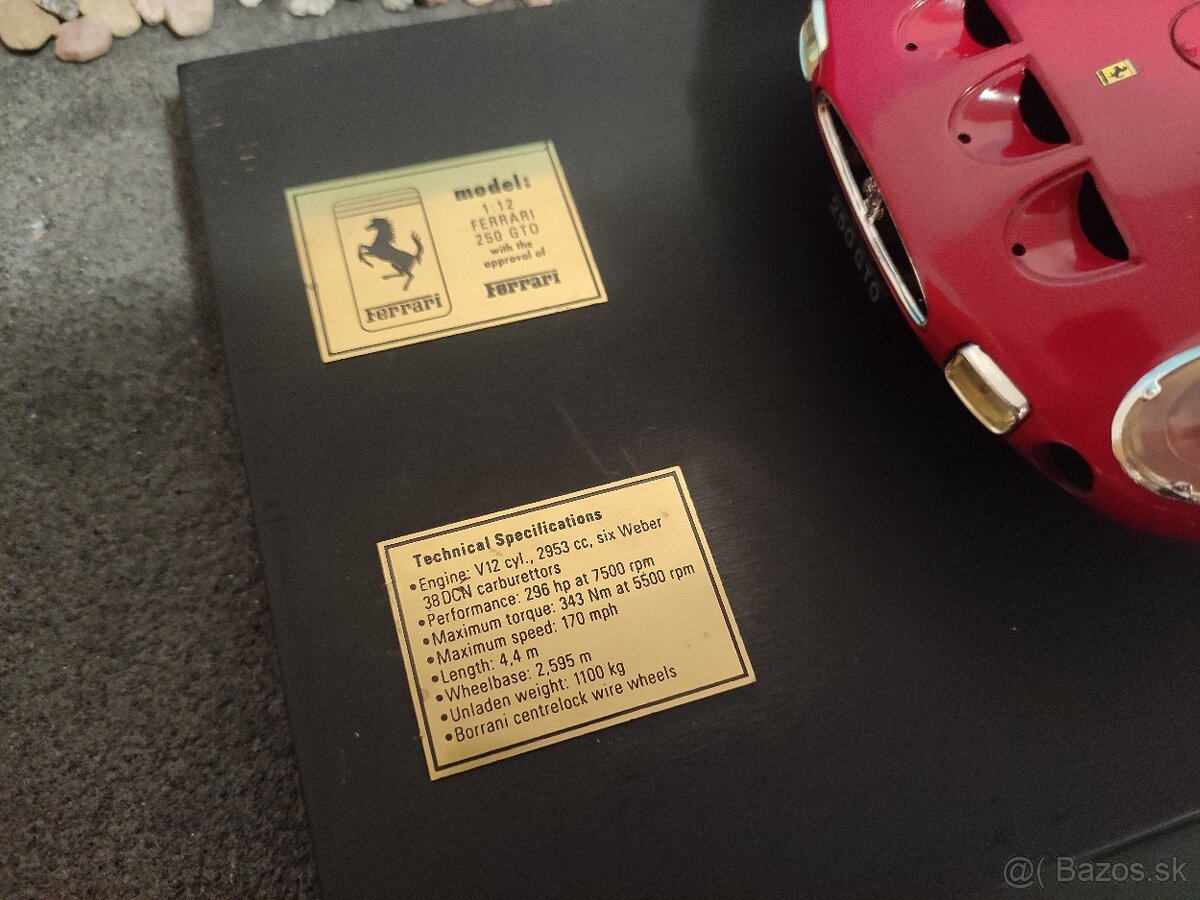 model:
1:12
FERRARI
250 GTO
with the
approval of
Ferrari
Ferrari
250 GTO
Technical Specifications
•Engine: V12 cyl., 2953 cc, six Weber
38 DCN carburettors
•Performance: 296 hp at 7500 rpm
•Maximum torque: 343 Nm at 5500 rpm
•Maximum speed: 170 mph
•Length: 4,4 m
•Wheelbase: 2,595 m
•Unladen weight: 1100 kg
•Borrani centrelock wire wheels
@( Bazos.sk